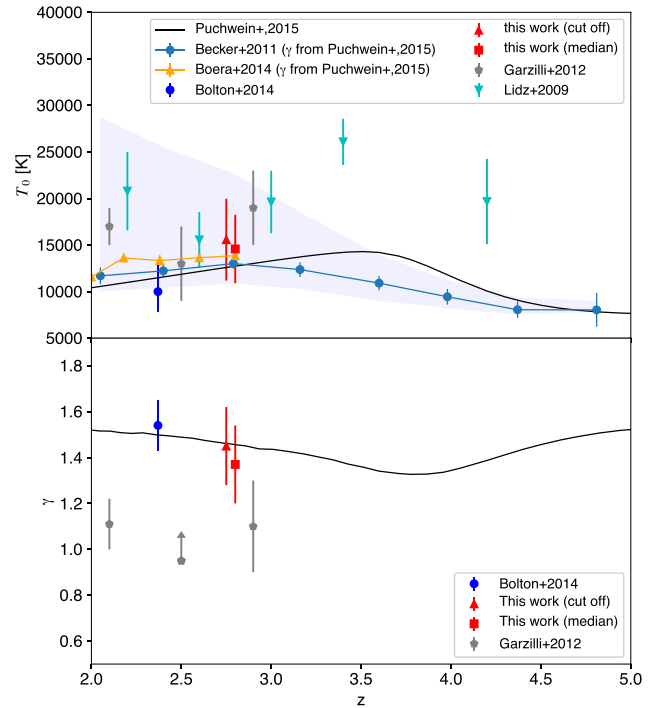 Puchwein+,2015
Becker+2011 (γ from Puchwein+,2015)
Boera+2014 (γ from Puchwein+,2015)
Bolton+2014
this work (cut off)
this work (median)
Garzilli+2012
Lidz+2009
40000
35000
30000
25000
20000
15000
10000
5000
T₀ [K]
1.8
1.6
1.4
1.2
1.0
0.8
0.6
γ
Bolton+2014
This work (cut off)
This work (median)
Garzilli+2012
2.0 2.5 3.0 3.5 4.0 4.5 5.0
z